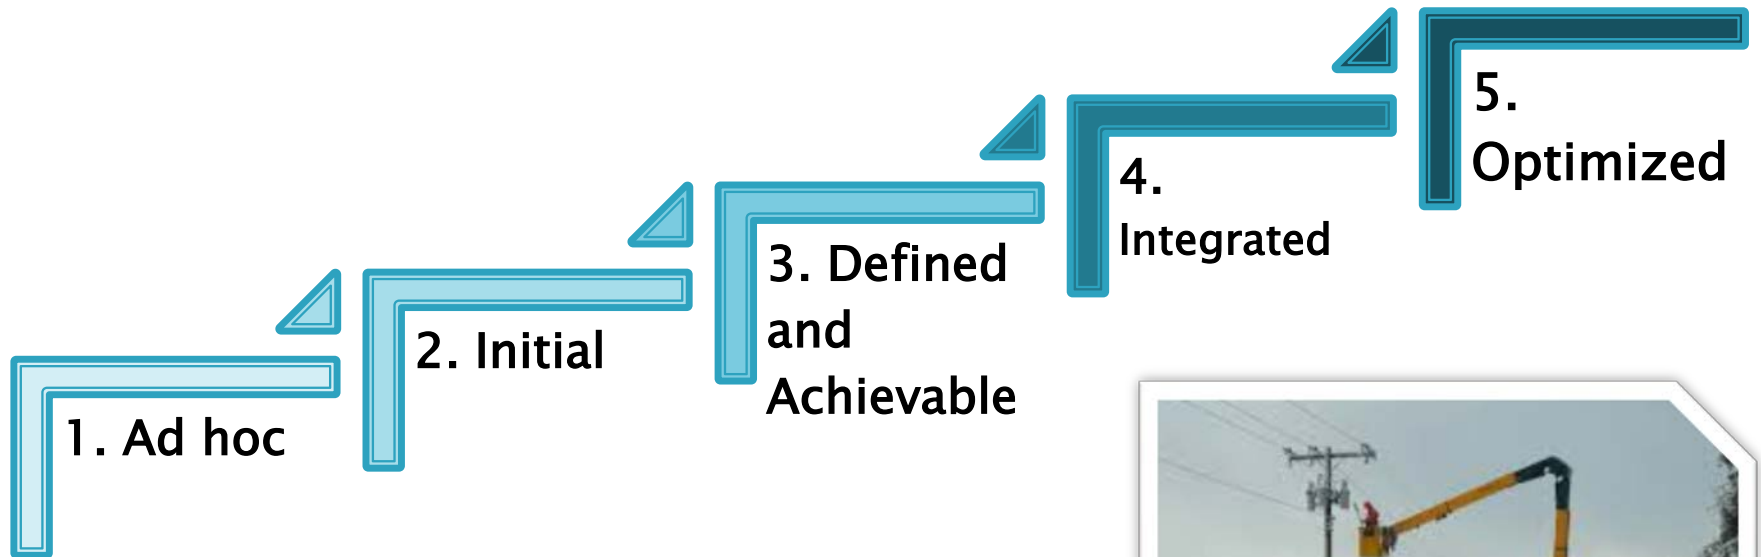 1. Ad hoc
2. Initial
3. Defined
and
Achievable
4.
Integrated
5.
Optimized